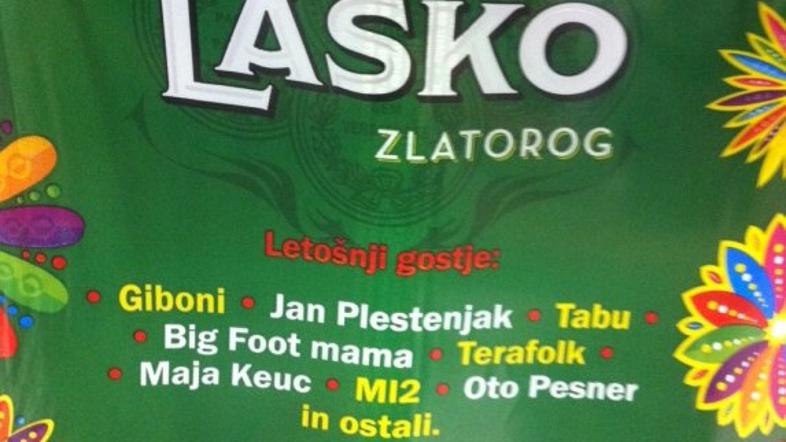 LAŠKO
ZLATOROG
Letošnji gostje:
• Giboni • Jan Plestenjak • Tabu •
• Big Foot mama • Terafolk •
• Maja Keuc • MI2 • Oto Pesner
in ostali.